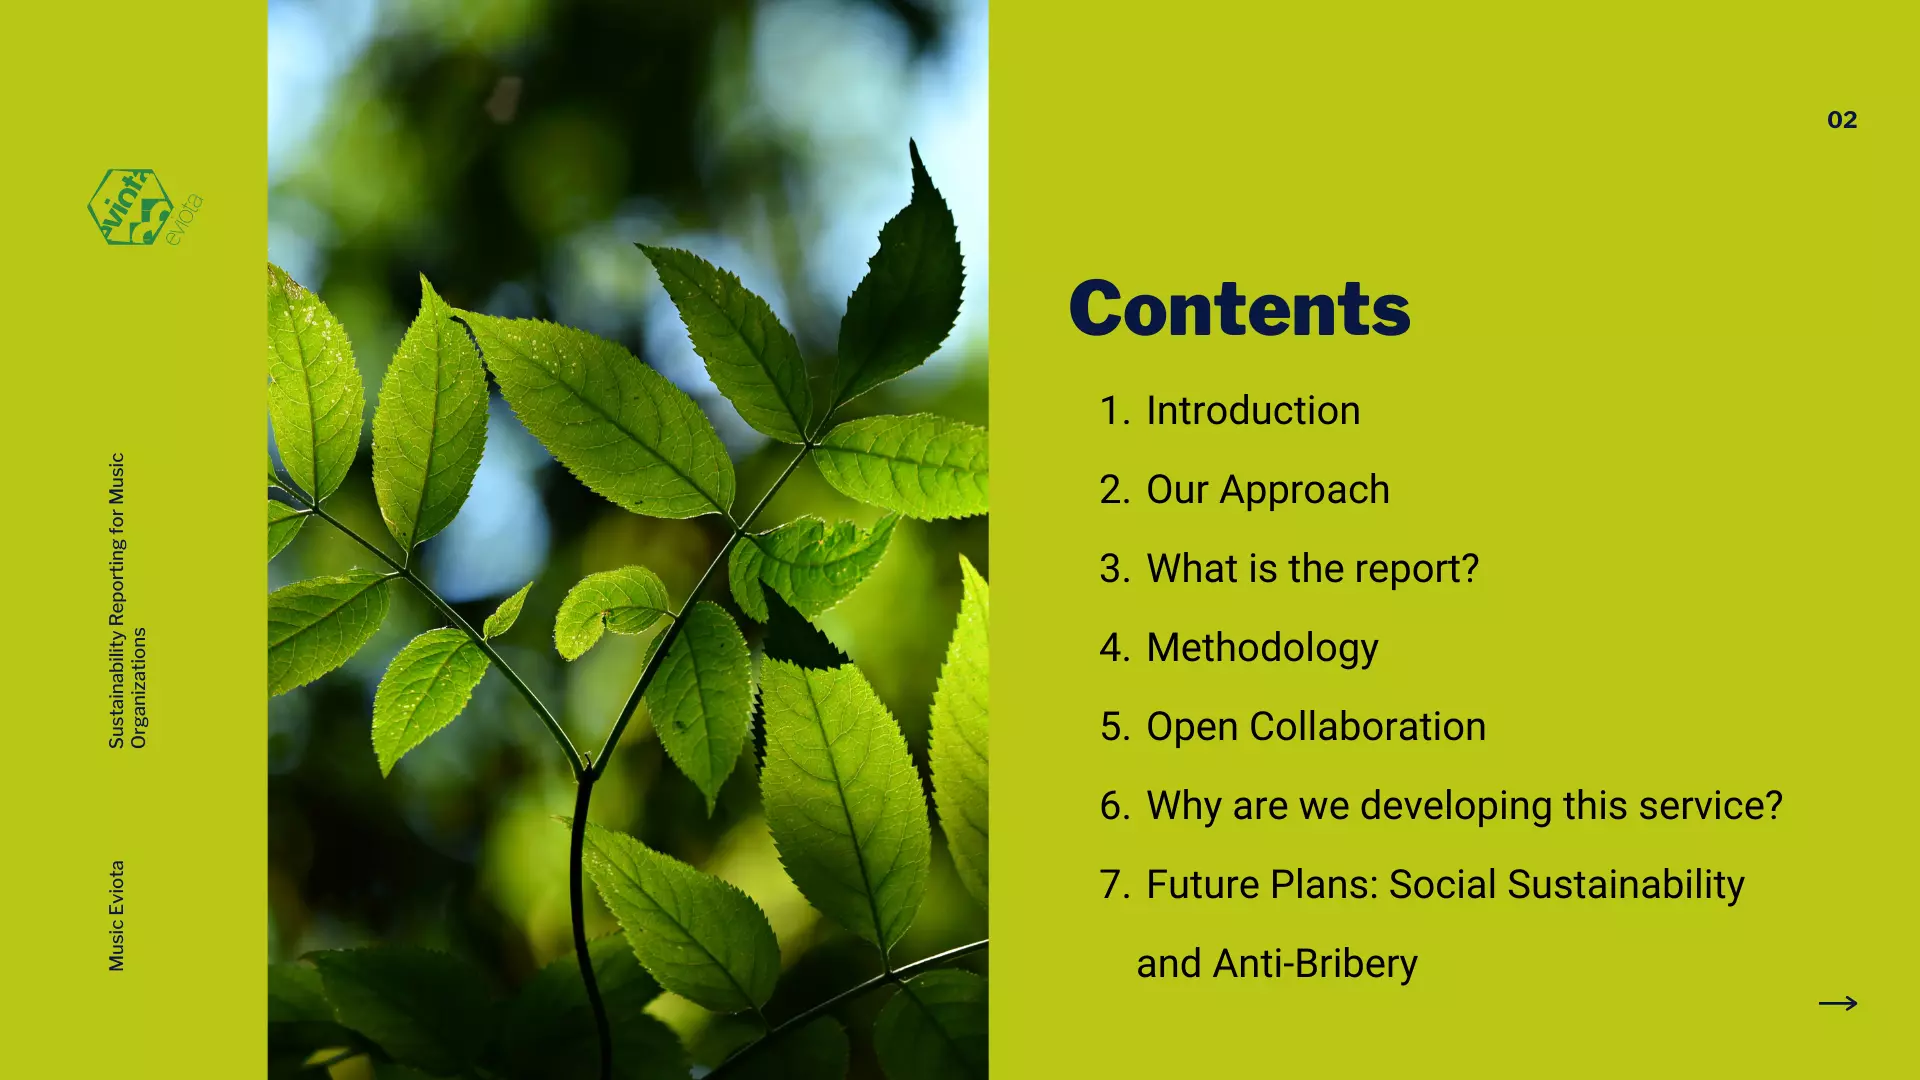 eviota
eviota
Sustainability Reporting for Music
Organizations
Music Eviota
02
Contents
1. Introduction
2. Our Approach
3. What is the report?
4. Methodology
5. Open Collaboration
6. Why are we developing this service?
7. Future Plans: Social Sustainability
and Anti-Bribery